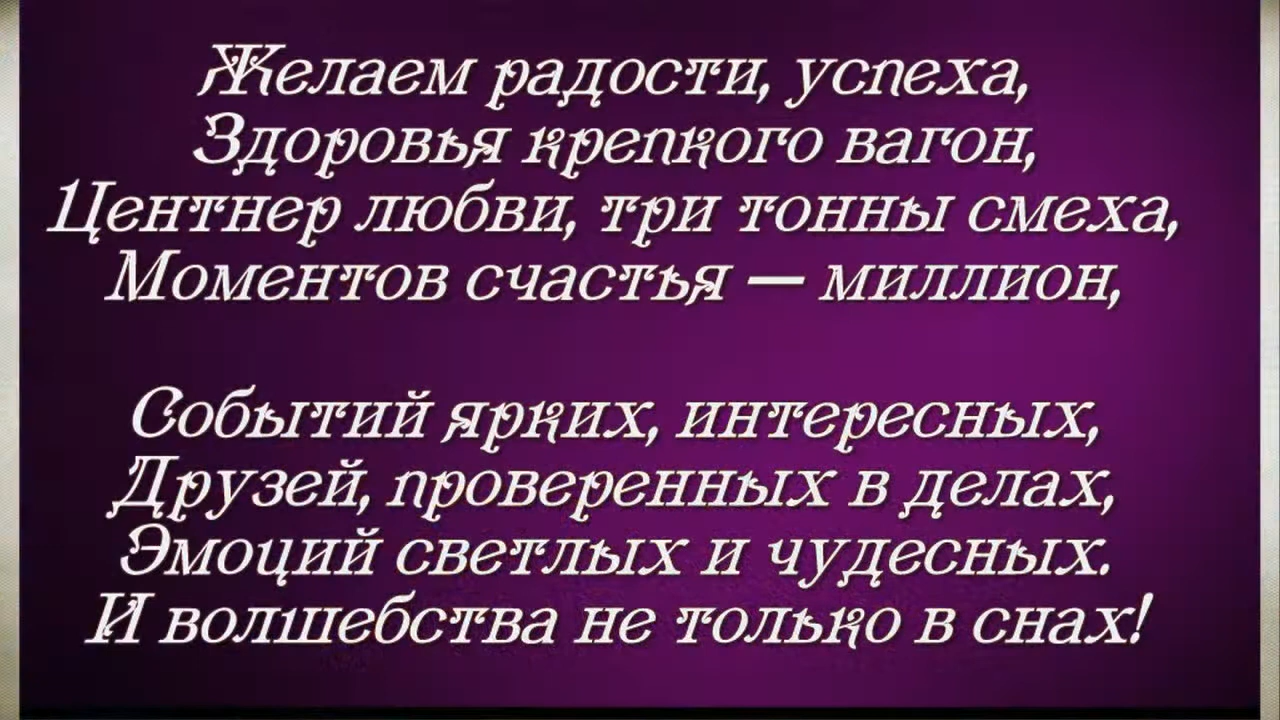 Желаем радости, успеха,
Здоровья крепкого вагон,
Центнер любви, три тонны смеха,
Моментов счастья — миллион,
Событий ярких, интересных,
Друзей, проверенных в делах,
Эмоций светлых и чудесных.
И волшебства не только в снах!